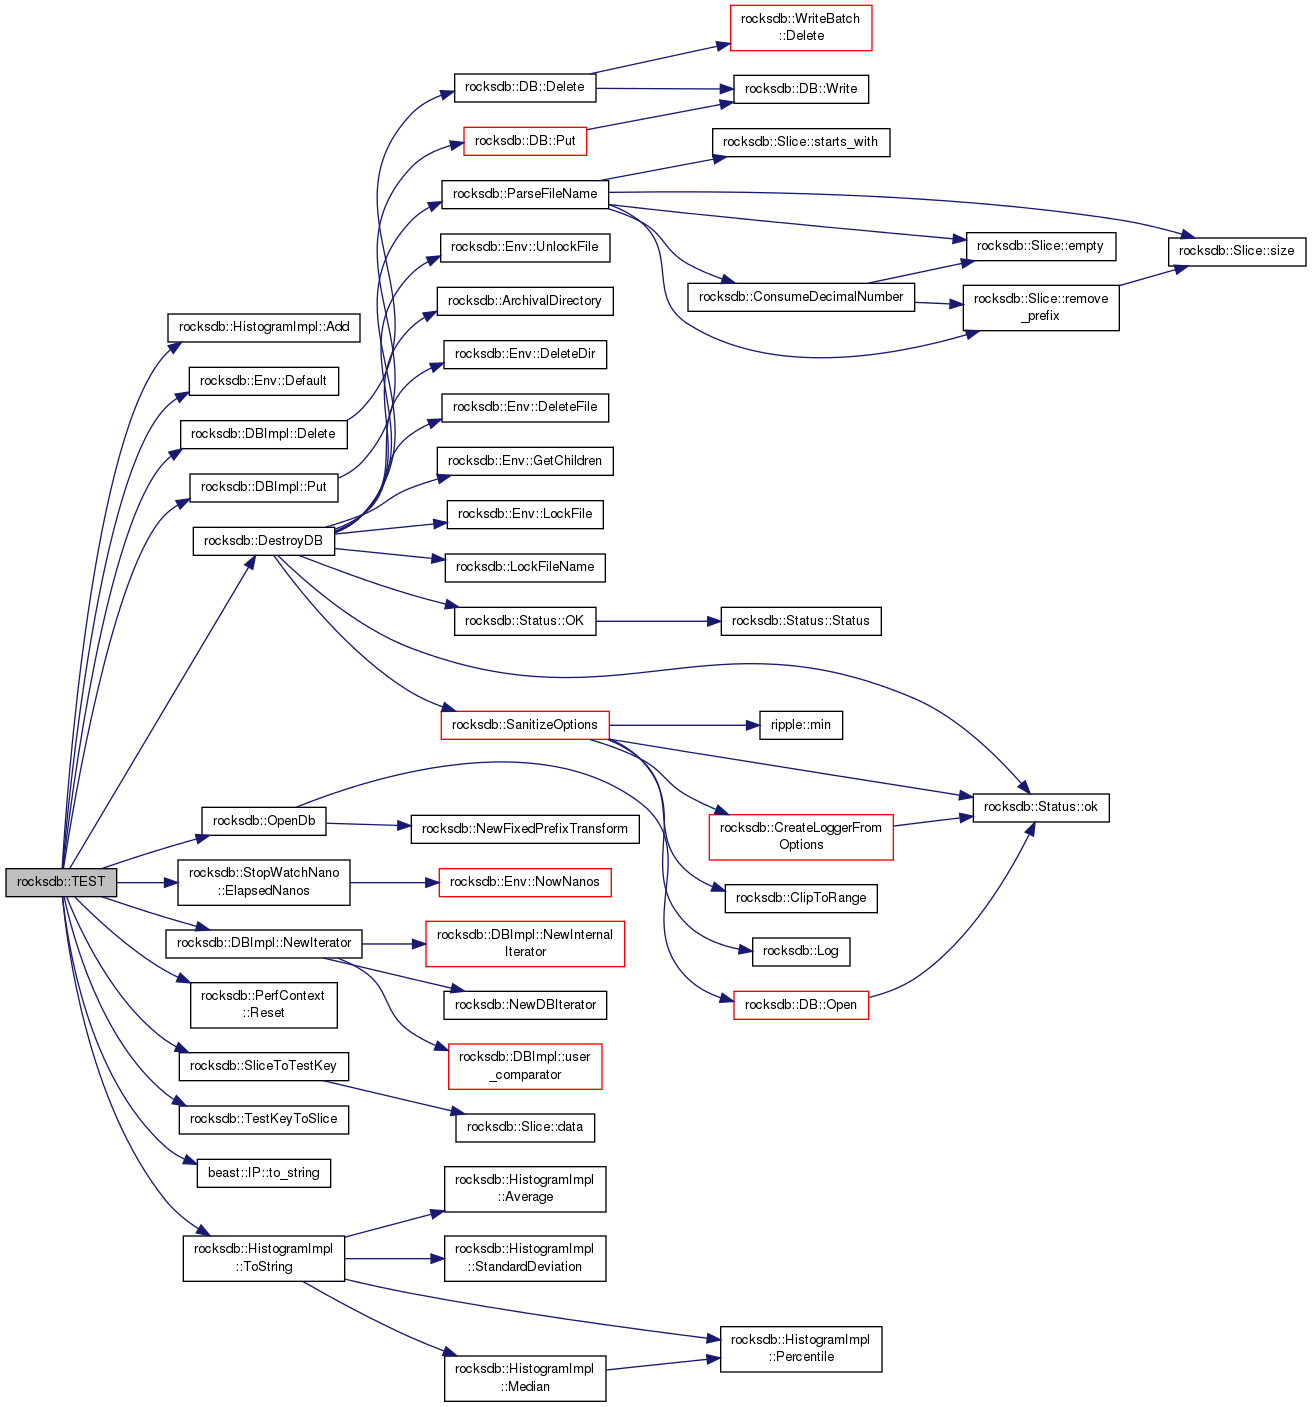 rocksdb::WriteBatch
::Delete
rocksdb::DB::Delete
rocksdb::DB::Write
rocksdb::DB::Put
rocksdb::Slice::starts_with
rocksdb::ParseFileName
rocksdb::Env::UnlockFile
rocksdb::Slice::empty
rocksdb::Slice::size
rocksdb::ArchivalDirectory
rocksdb::ConsumeDecimalNumber
rocksdb::Slice::remove
_prefix
rocksdb::HistogramImpl::Add
rocksdb::Env::DeleteDir
rocksdb::Env::Default
rocksdb::Env::DeleteFile
rocksdb::DBImpl::Delete
rocksdb::Env::GetChildren
rocksdb::DBImpl::Put
rocksdb::Env::LockFile
rocksdb::DestroyDB
rocksdb::LockFileName
rocksdb::Status::OK
rocksdb::Status::Status
rocksdb::SanitizeOptions
ripple::min
rocksdb::Status::ok
rocksdb::OpenDb
rocksdb::NewFixedPrefixTransform
rocksdb::CreateLoggerFrom
Options
rocksdb::TEST
rocksdb::StopWatchNano
::ElapsedNanos
rocksdb::Env::NowNanos
rocksdb::ClipToRange
rocksdb::DBImpl::NewIterator
rocksdb::DBImpl::NewInternal
Iterator
rocksdb::Log
rocksdb::PerfContext
::Reset
rocksdb::NewDBIterator
rocksdb::DB::Open
rocksdb::SliceToTestKey
rocksdb::DBImpl::user
_comparator
rocksdb::TestKeyToSlice
rocksdb::Slice::data
beast::IP::to_string
rocksdb::HistogramImpl
::Average
rocksdb::HistogramImpl
::ToString
rocksdb::HistogramImpl
::StandardDeviation
rocksdb::HistogramImpl
::Percentile
rocksdb::HistogramImpl
::Median